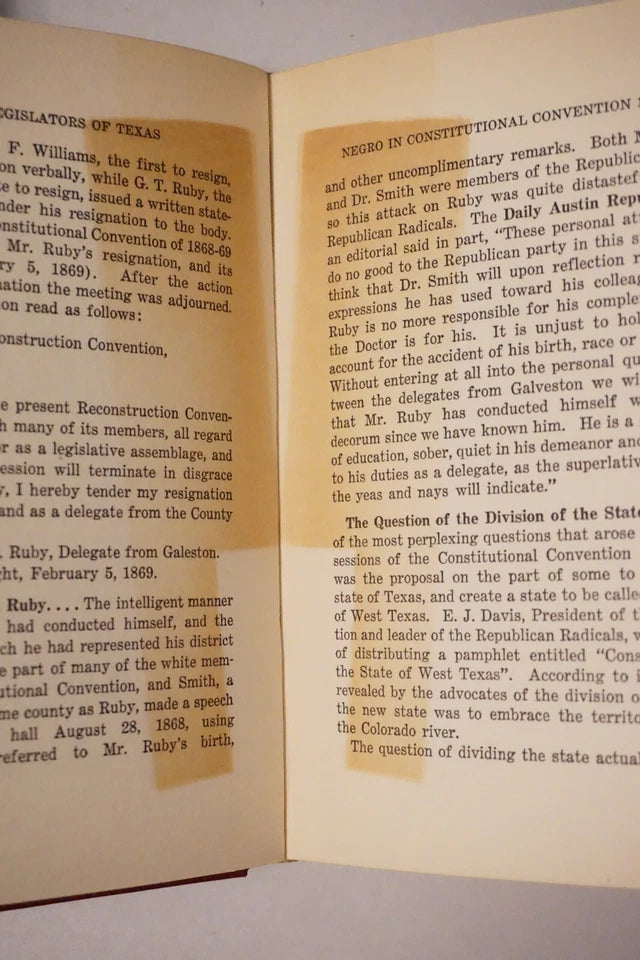 EGISLATORS OF TEXAS
F. Williams, the first to resign,
on verbally, while G. T. Ruby, the
e to resign, issued a written state-
nder his resignation to the body.
onstitutional Convention of 1868-69
Mr. Ruby's resignation, and its
ry 5, 1869). After the action
nation the meeting was adjourned.
on read as follows:
onstruction Convention,
e present Reconstruction Conven-
h many of its members, all regard
or as a legislative assemblage, and
ession will terminate in disgrace
y, I hereby tender my resignation
and as a delegate from the County
. Ruby, Delegate from Galeston.
ght, February 5, 1869.
Ruby.... The intelligent manner
had conducted himself, and the
ch he had represented his district
e part of many of the white mem-
utional Convention, and Smith, a
me county as Ruby, made a speech
hall August 28, 1868, using
referred to Mr. Ruby's birth,
NEGRO IN CONSTITUTIONAL CONVENTION
and other uncomplimentary remarks. Both M
and Dr. Smith were members of the Republic
so this attack on Ruby was quite distastef
Republican Radicals. The Daily Austin Repu
an editorial said in part, "These personal att
do no good to the Republican party in this s
think that Dr. Smith will upon reflection r
expressions he has used toward his colleag
Ruby is no more responsible for his comple
the Doctor is for his. It is unjust to hol
account for the accident of his birth, race or
Without entering at all into the personal qu
tween the delegates from Galveston we wi
that Mr. Ruby has conducted himself w
decorum since we have known him. He is a
of education, sober, quiet in his demeanor and
to his duties as a delegate, as the superlativ
the yeas and nays will indicate."
The Question of the Division of the State
of the most perplexing questions that arose
sessions of the Constitutional Convention
was the proposal on the part of some to
state of Texas, and create a state to be calle
of West Texas. E. J. Davis, President of th
tion and leader of the Republican Radicals, w
of distributing a pamphlet entitled "Cons
the State of West Texas". According to i
revealed by the advocates of the division o
the new state was to embrace the territo
the Colorado river.
The question of dividing the state actual